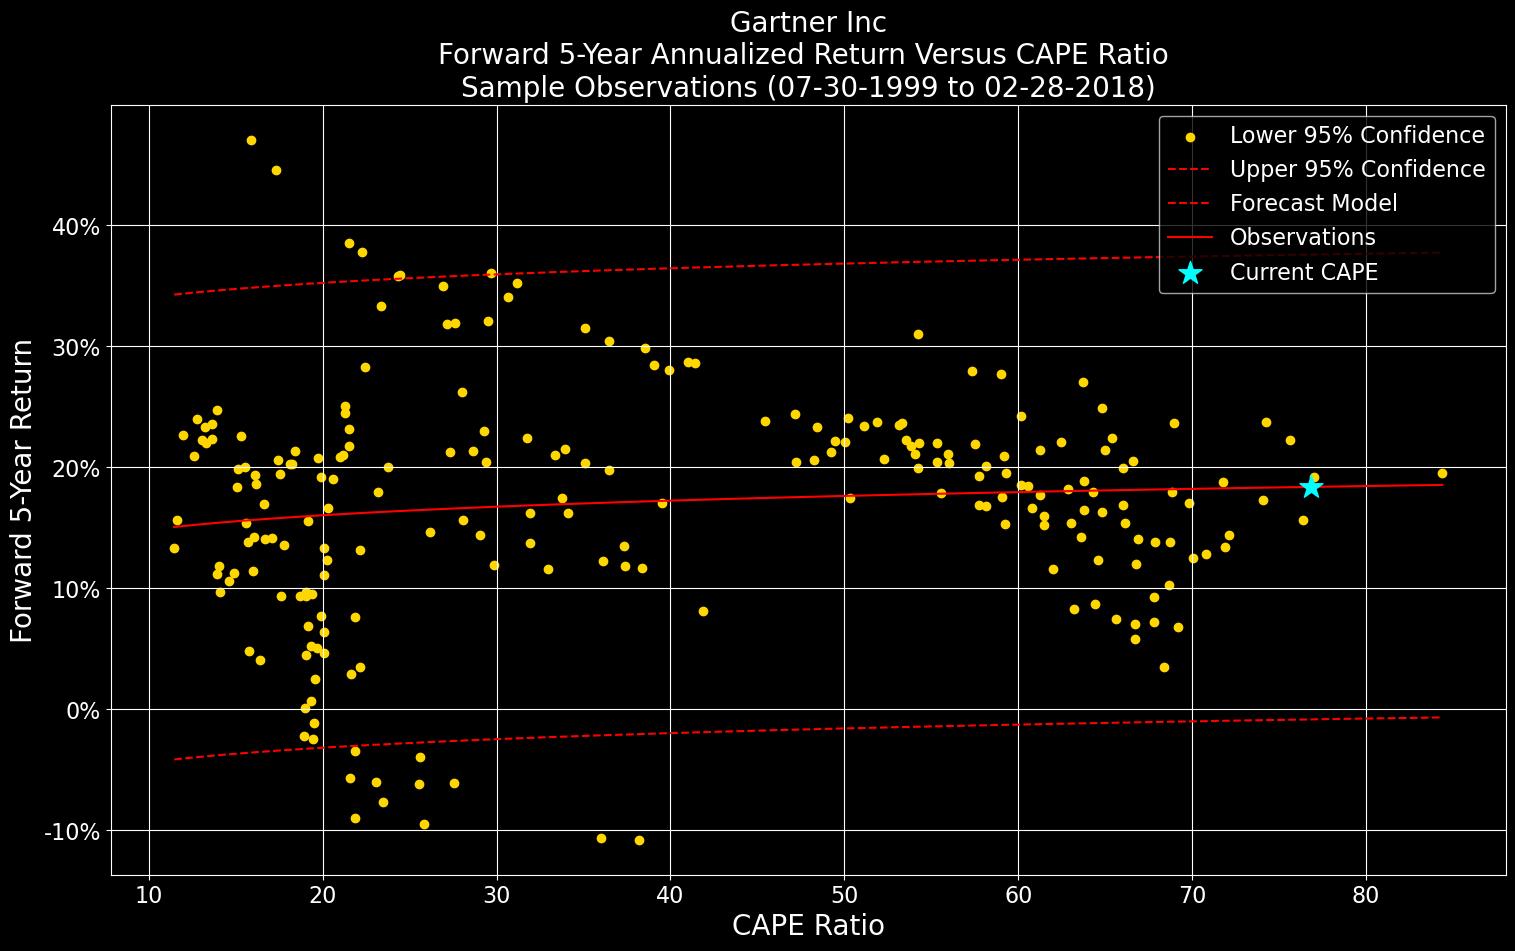 Gartner Inc
Forward 5-Year Annualized Return Versus CAPE Ratio
Sample Observations (07-30-1999 to 02-28-2018)
Lower 95% Confidence
Upper 95% Confidence
Forecast Model
Observations
Current CAPE
Forward 5-Year Return
40%
30%
20%
10%
0%
-10%
10 20 30 40 50 60 70 80
CAPE Ratio